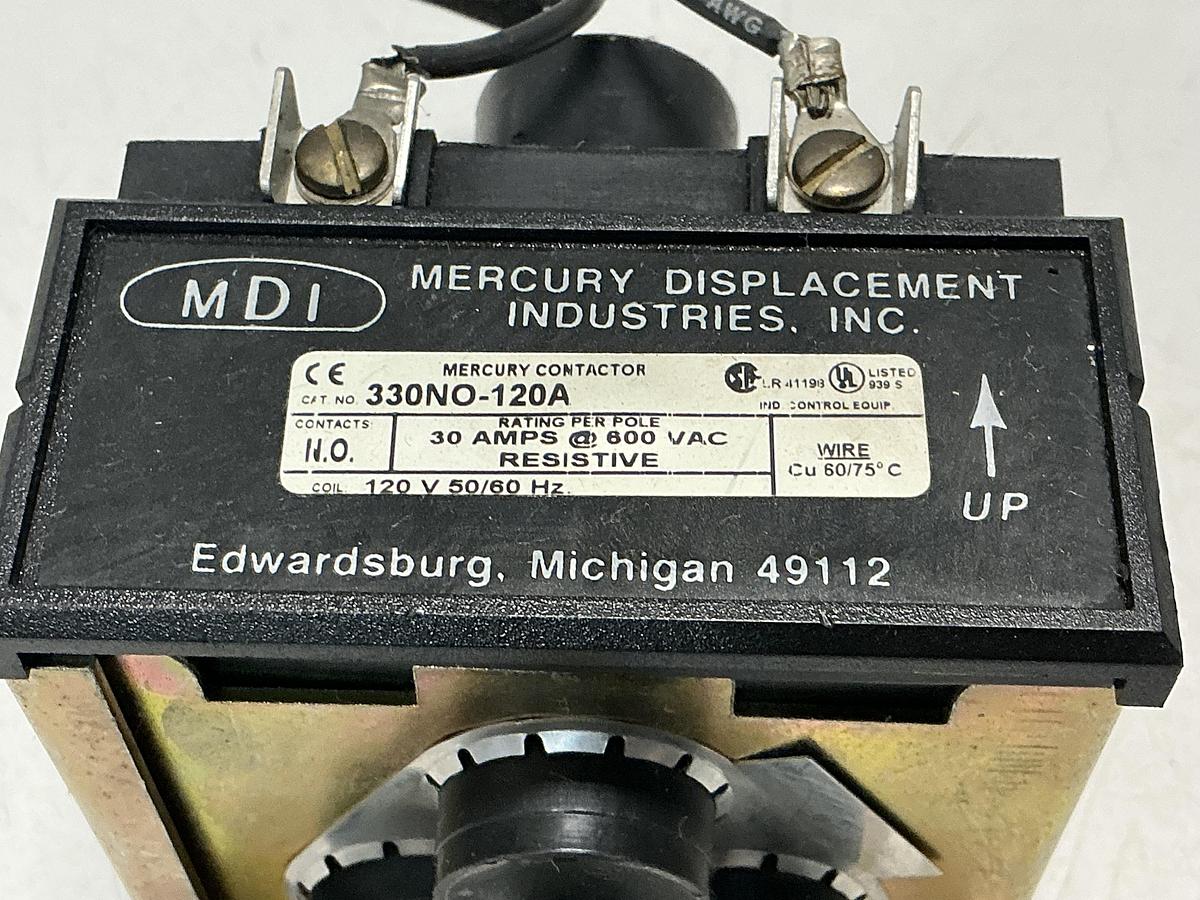 AWG
MDI
MERCURY DISPLACEMENT
INDUSTRIES, INC.
CE MERCURY CONTACTOR
CAT. NO. 330NO-120A
LR 41198
UL LISTED
939 S
IND. CONTROL EQUIP.
CONTACTS:
N.O.
RATING PER POLE
30 AMPS @ 600 VAC
RESISTIVE
WIRE
Cu 60/75°C
COIL: 120 V 50/60 Hz.
UP
Edwardsburg, Michigan 49112